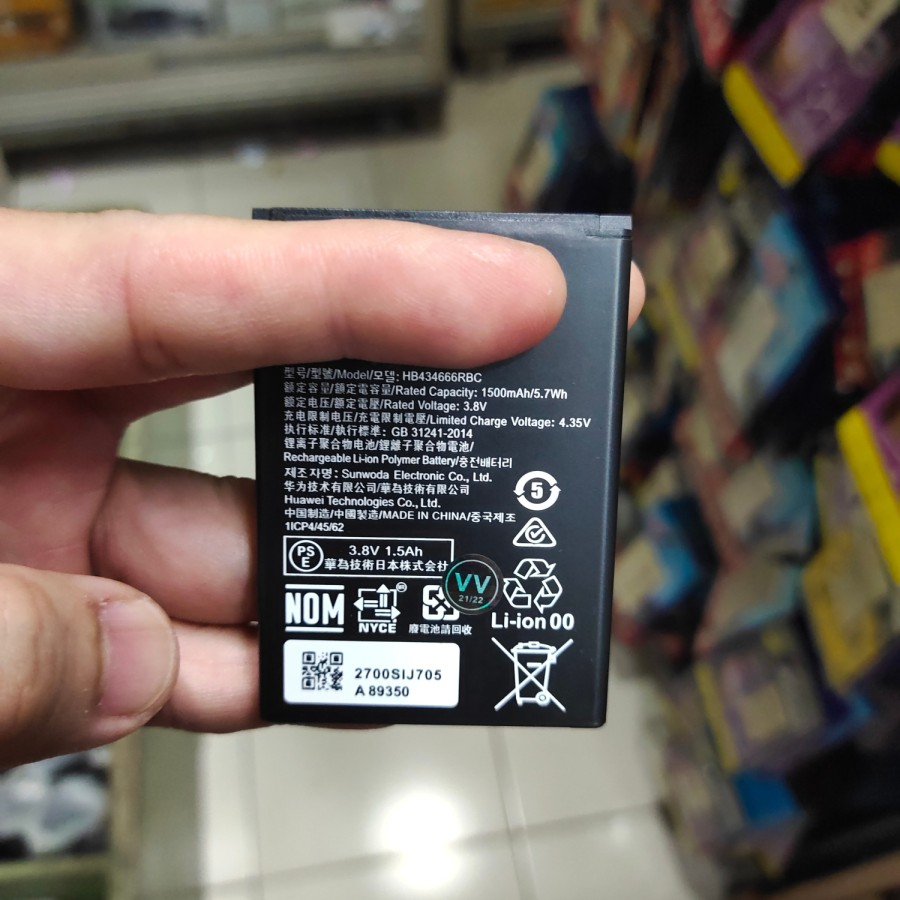 型号/型號/Model/모델: HB434666RBC
额定容量/額定電容量/Rated Capacity: 1500mAh/5.7Wh
额定电压/額定電壓/Rated Voltage: 3.8V
充电限制电压/充電限制電壓/Limited Charge Voltage: 4.35V
执行标准/執行標準: GB 31241-2014
锂离子聚合物电池/鋰離子聚合物電池/
Rechargeable Li-ion Polymer Battery/충전배터리
제조자명: Sunwoda Electronic Co., Ltd.
华为技术有限公司/華為技術有限公司
Huawei Technologies Co., Ltd.
中国制造/中國製造/MADE IN CHINA/중국제조
1ICP4/45/62
5
PS
E
3.8V 1.5Ah
華為技術日本株式会社
VV
21/22
NOM
NYCE
廢電池請回收
Li-ion 00
2700SIJ705
A 89350